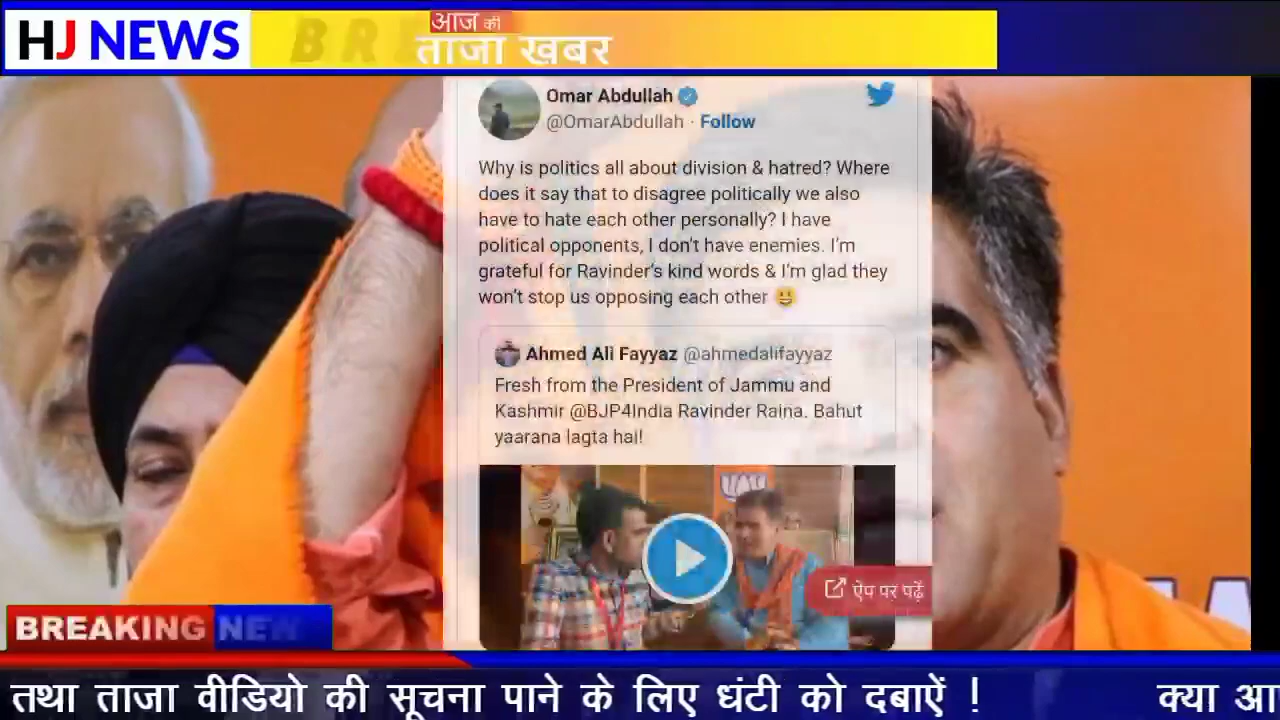 HJ NEWS
आज की
ताजा खबर
Omar Abdullah
@OmarAbdullah · Follow
Why is politics all about division & hatred? Where
does it say that to disagree politically we also
have to hate each other personally? I have
political opponents, I don't have enemies. I'm
grateful for Ravinder's kind words & I'm glad they
won't stop us opposing each other 😃
Ahmed Ali Fayyaz @ahmedalifayyaz
Fresh from the President of Jammu and
Kashmir @BJP4India Ravinder Raina. Bahut
yaarana lagta hai!
ऐप पर पढ़ें
BREAKING NEW
तथा ताजा वीडियो की सूचना पाने के लिए धंटी को दबाऐं ! क्या आ